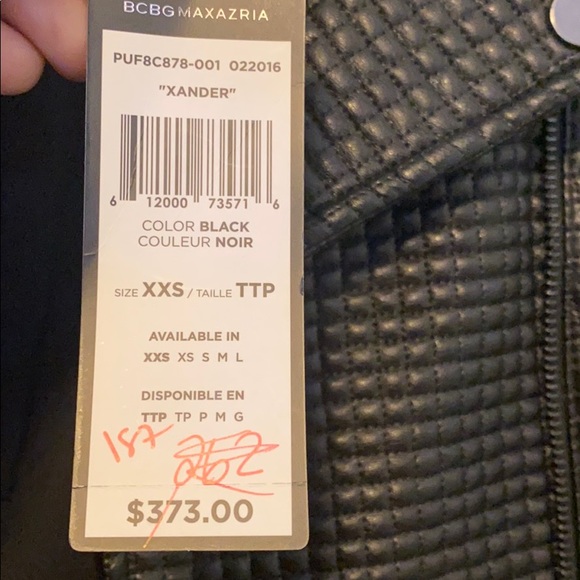 BCBGMAXAZRIA
PUF8C878-001 022016
"XANDER"
6 12000 73571 6
COLOR BLACK
COULEUR NOIR
SIZE XXS / TAILLE TTP
AVAILABLE IN
XXS XS S M L
DISPONIBLE EN
TTP TP P M G
187
$373.00